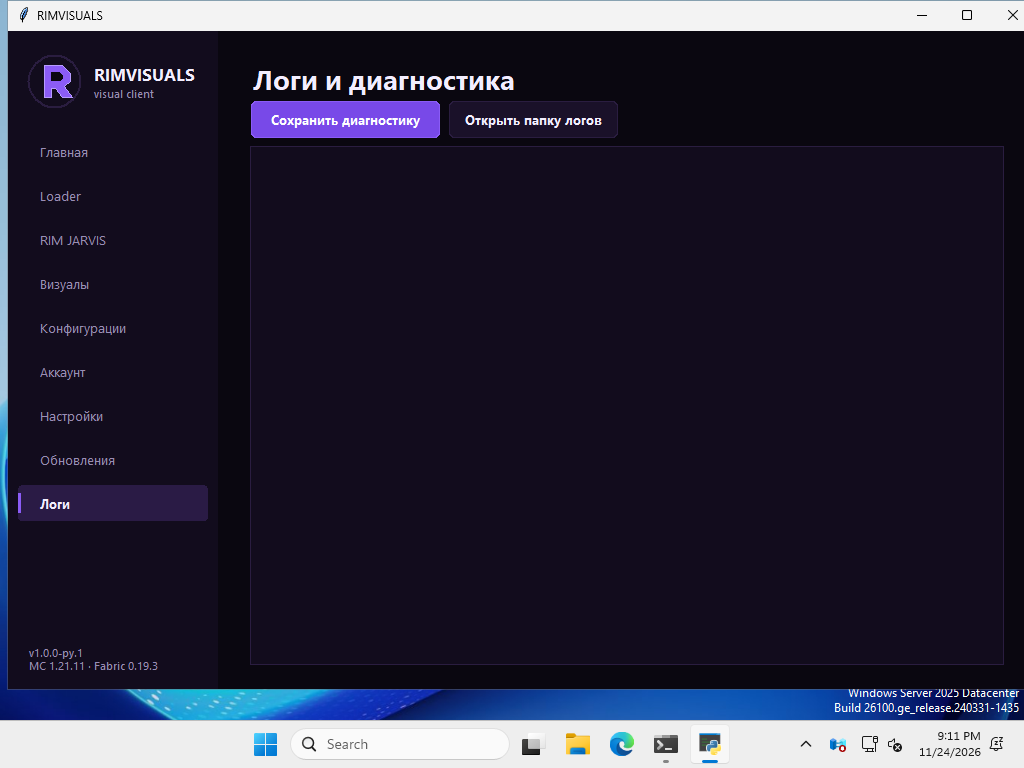 RIMVISUALS
R
RIMVISUALS
visual client
Главная
Loader
RIM JARVIS
Визуалы
Конфигурации
Аккаунт
Настройки
Обновления
Логи
v1.0.0-py.1
MC 1.21.11 · Fabric 0.19.3
Логи и диагностика
Сохранить диагностику
Открыть папку логов
Windows Server 2025 Datacenter
Build 26100.ge_release.240331-1435
Search
9:11 PM
11/24/2026